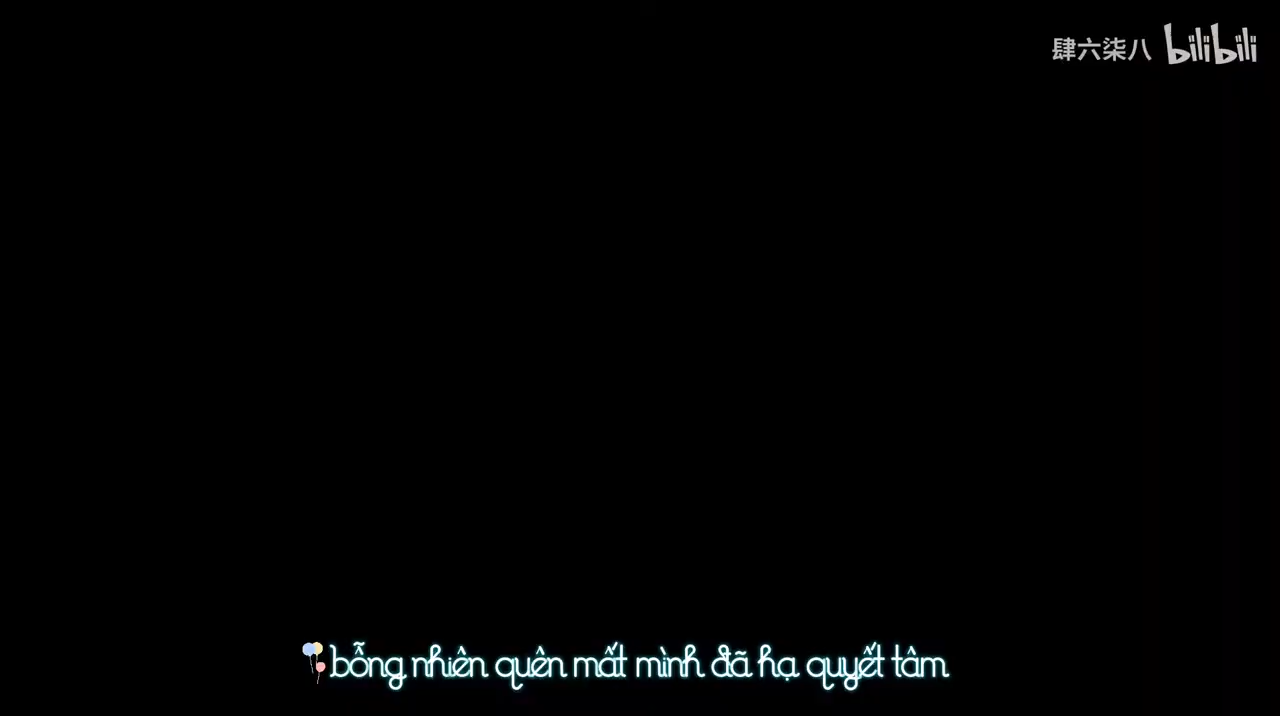 肆六柒八 bilibili
bỗng nhiên quên mất mình đã hạ quyết tâm